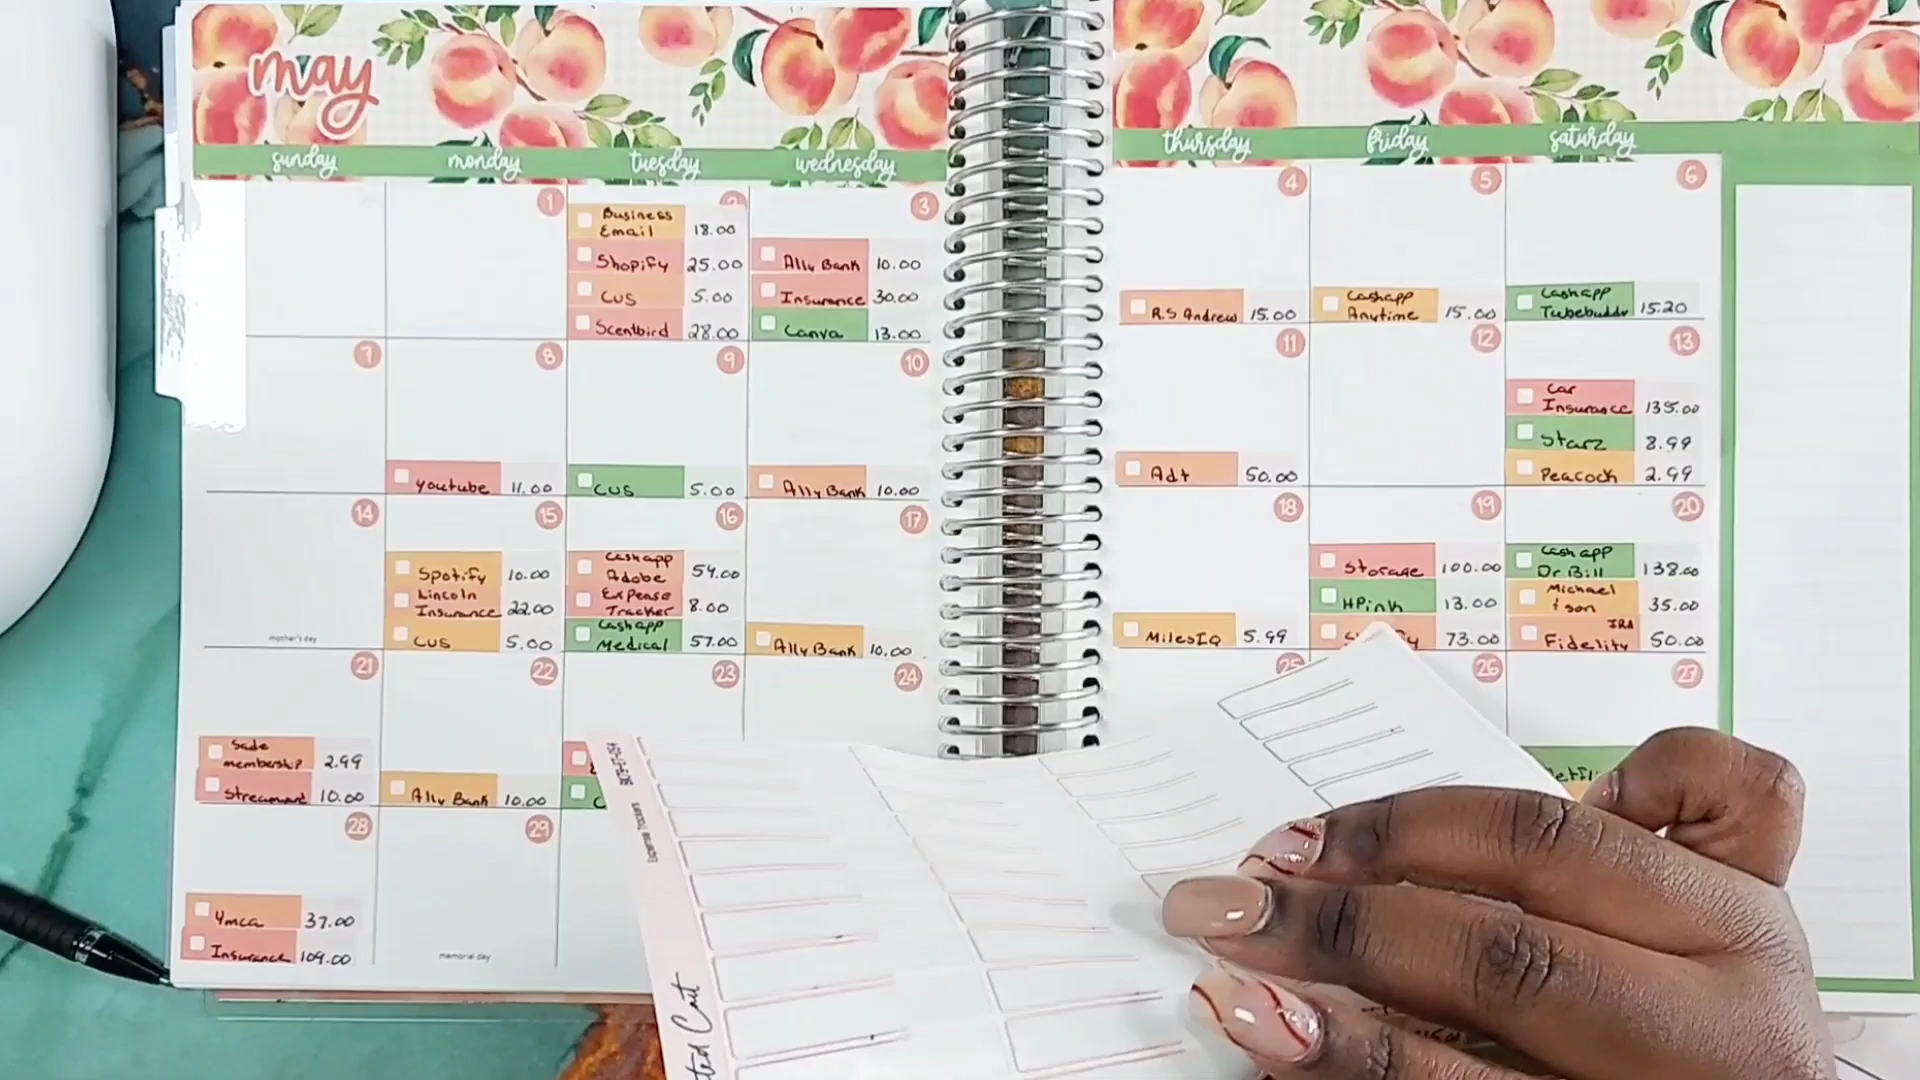 may
sunday monday tuesday wednesday thursday friday saturday
1
2
Business
Email 18.00
Shopify 25.00
CVS 5.00
Scentbird 28.00
3
Ally Bank 10.00
Insurance 30.00
Canva 13.00
4
R.S Andrew 15.00
5
Cashapp
Anytime 15.00
6
Cashapp
Tubebuddy 15.20
7
8
youtube 11.00
9
CVS 5.00
10
Ally Bank 10.00
11
Adt 50.00
12
13
Car
Insurance 135.00
Starz 8.99
Peacock 2.99
14
mother's day
15
Spotify 10.00
Lincoln
Insurance 22.00
CVS 5.00
16
Cashapp
Adobe 54.00
Expense
Tracker 8.00
Cashapp
Medical 57.00
17
Ally Bank 10.00
18
MilesIQ 5.99
19
Storage 100.00
HPink 13.00
73.00
20
Cash app
Dr Bill 138.00
Michael
+ son 35.00
IRA
Fidelity 50.00
21
Sade
membership 2.99
10.00
22
Ally Bank 10.00
23
24
25
26
27
28
Ymca 37.00
Insurance 109.00
29
memorial day
Expense Trackers
Cart